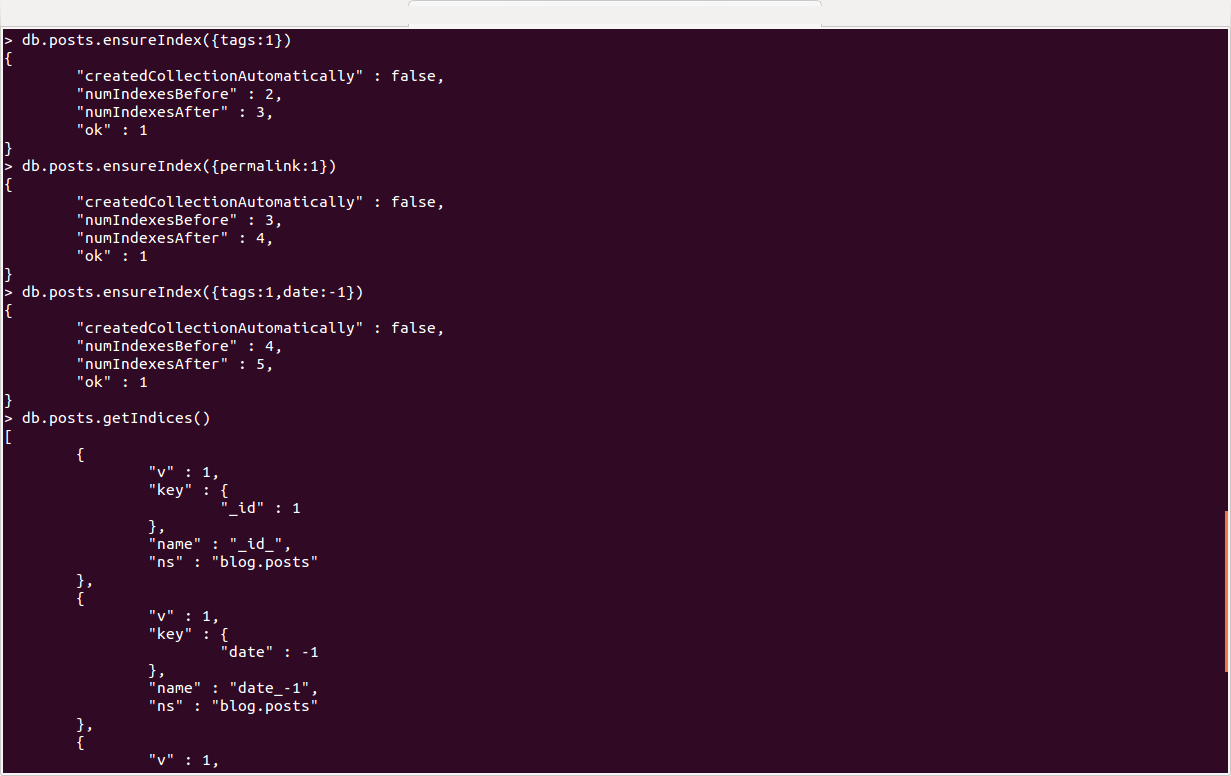 > db.posts.ensureIndex({tags:1})
{
        "createdCollectionAutomatically" : false,
        "numIndexesBefore" : 2,
        "numIndexesAfter" : 3,
        "ok" : 1
}
> db.posts.ensureIndex({permalink:1})
{
        "createdCollectionAutomatically" : false,
        "numIndexesBefore" : 3,
        "numIndexesAfter" : 4,
        "ok" : 1
}
> db.posts.ensureIndex({tags:1,date:-1})
{
        "createdCollectionAutomatically" : false,
        "numIndexesBefore" : 4,
        "numIndexesAfter" : 5,
        "ok" : 1
}
> db.posts.getIndices()
[
        {
                "v" : 1,
                "key" : {
                        "_id" : 1
                },
                "name" : "_id_",
                "ns" : "blog.posts"
        },
        {
                "v" : 1,
                "key" : {
                        "date" : -1
                },
                "name" : "date_-1",
                "ns" : "blog.posts"
        },
        {
                "v" : 1,